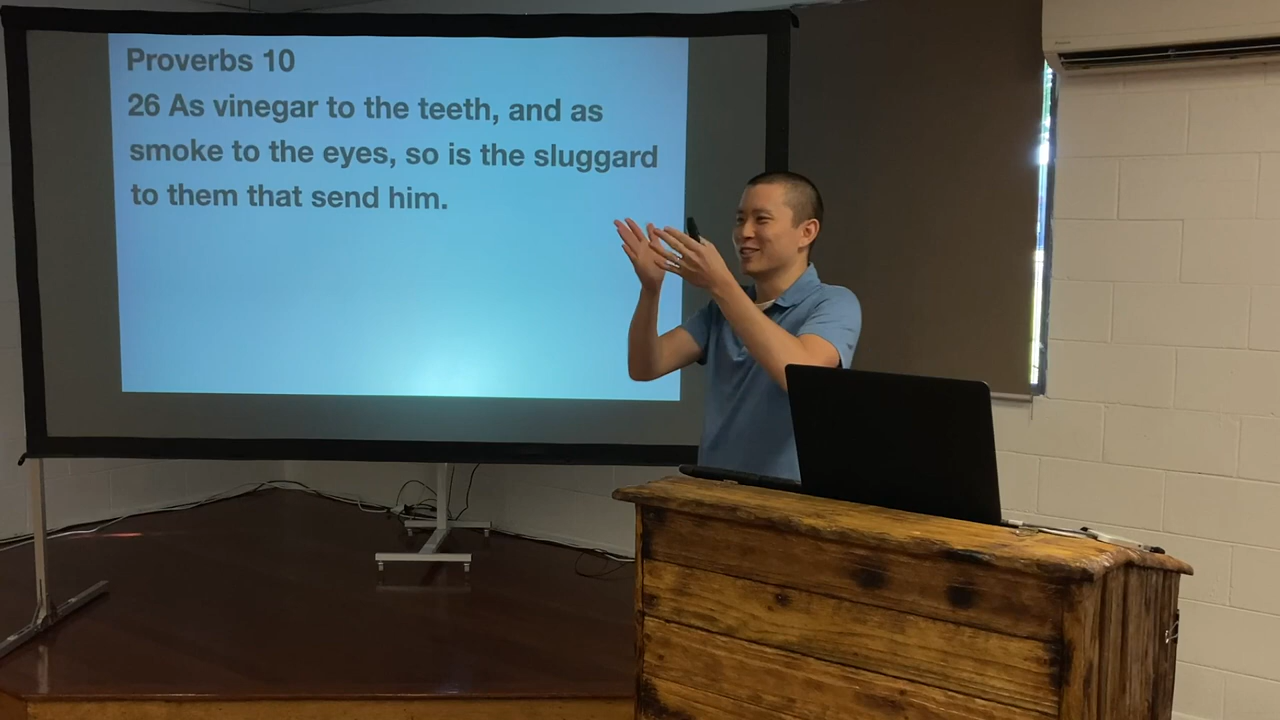 Proverbs 10
26 As vinegar to the teeth, and as
smoke to the eyes, so is the sluggard
to them that send him.